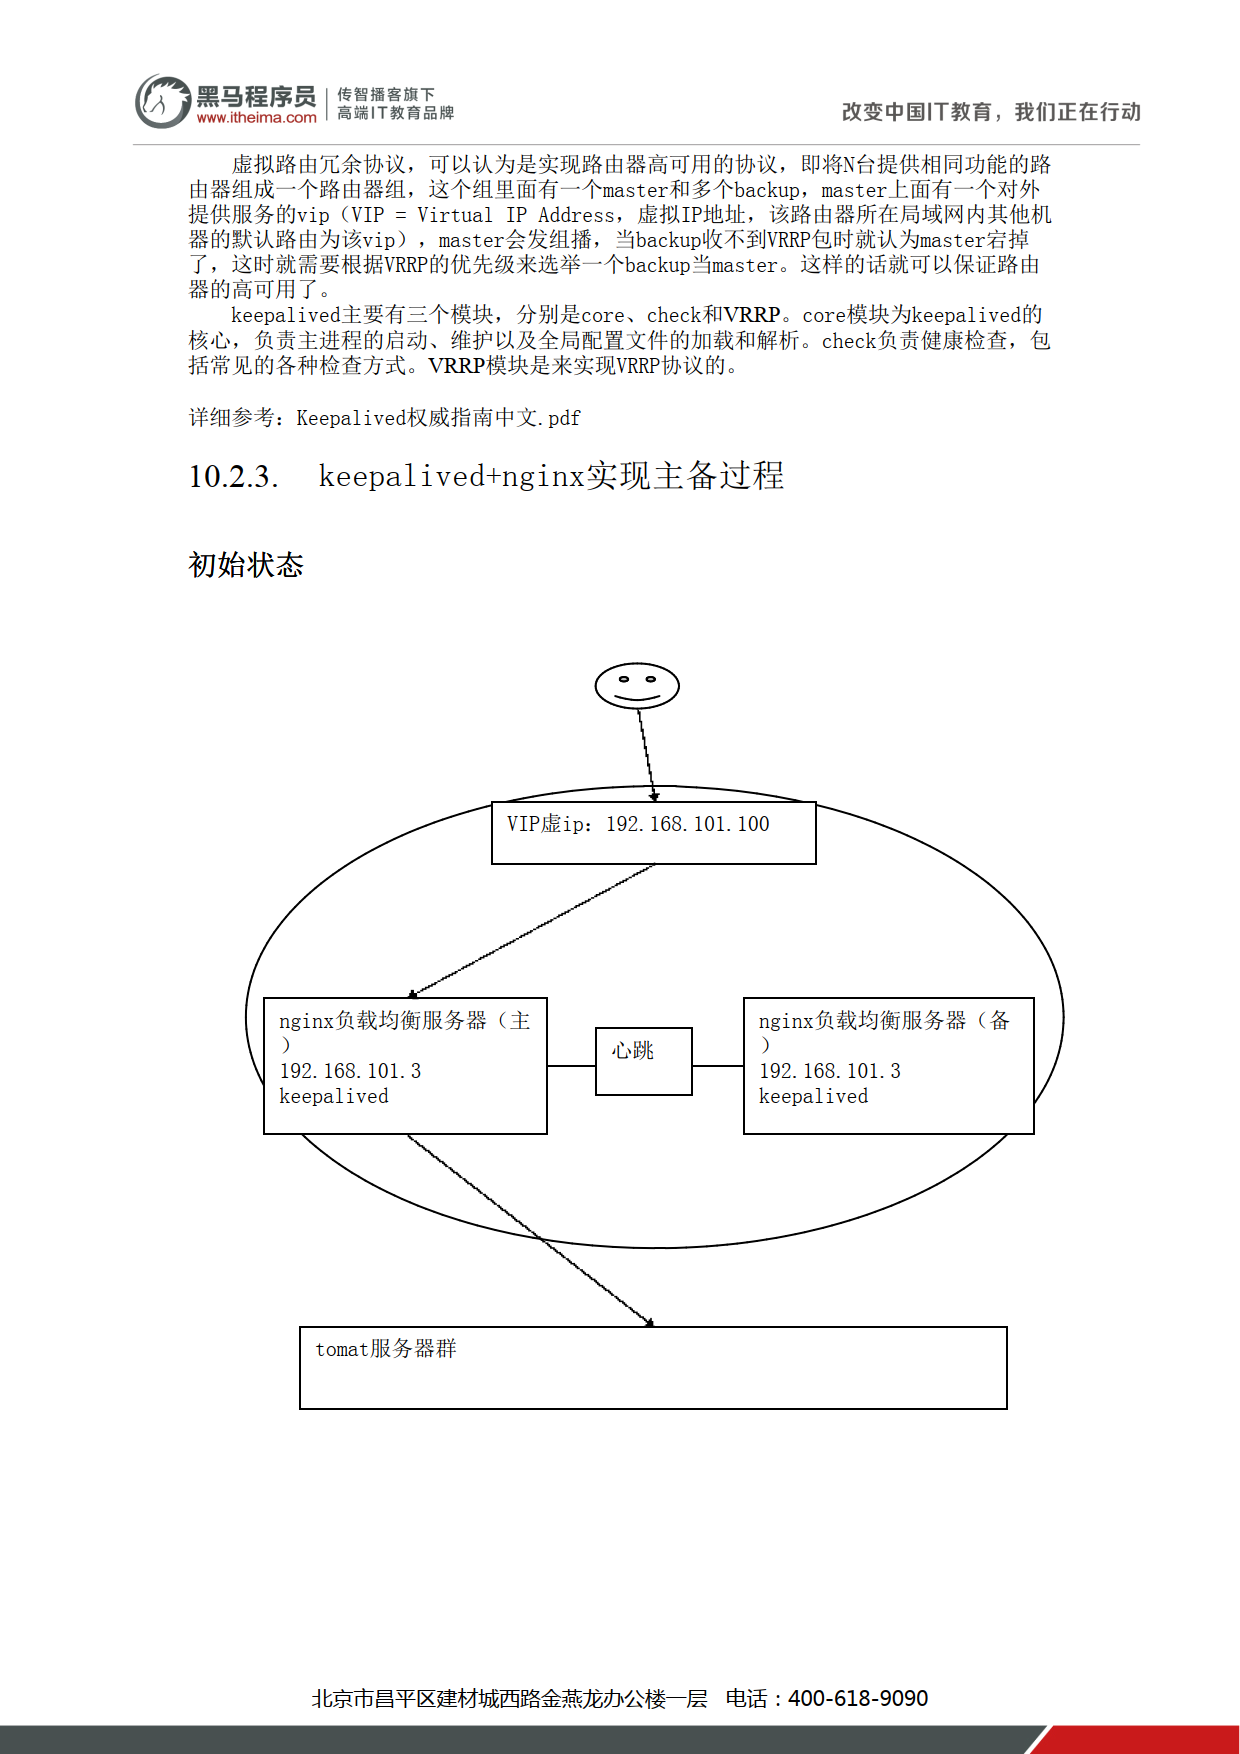 黑马程序员
www.itheima.com
传智播客旗下
高端IT教育品牌
改变中国IT教育，我们正在行动
虚拟路由冗余协议，可以认为是实现路由器高可用的协议，即将N台提供相同功能的路
由器组成一个路由器组，这个组里面有一个master和多个backup，master上面有一个对外
提供服务的vip（VIP = Virtual IP Address，虚拟IP地址，该路由器所在局域网内其他机
器的默认路由为该vip），master会发组播，当backup收不到VRRP包时就认为master宕掉
了，这时就需要根据VRRP的优先级来选举一个backup当master。这样的话就可以保证路由
器的高可用了。
keepalived主要有三个模块，分别是core、check和VRRP。core模块为keepalived的
核心，负责主进程的启动、维护以及全局配置文件的加载和解析。check负责健康检查，包
括常见的各种检查方式。VRRP模块是来实现VRRP协议的。
详细参考：Keepalived权威指南中文.pdf
10.2.3. keepalived+nginx实现主备过程
初始状态
VIP虚ip：192.168.101.100
nginx负载均衡服务器（主
）
192.168.101.3
keepalived
心跳
nginx负载均衡服务器（备
）
192.168.101.3
keepalived
tomat服务器群
北京市昌平区建材城西路金燕龙办公楼一层 电话：400-618-9090